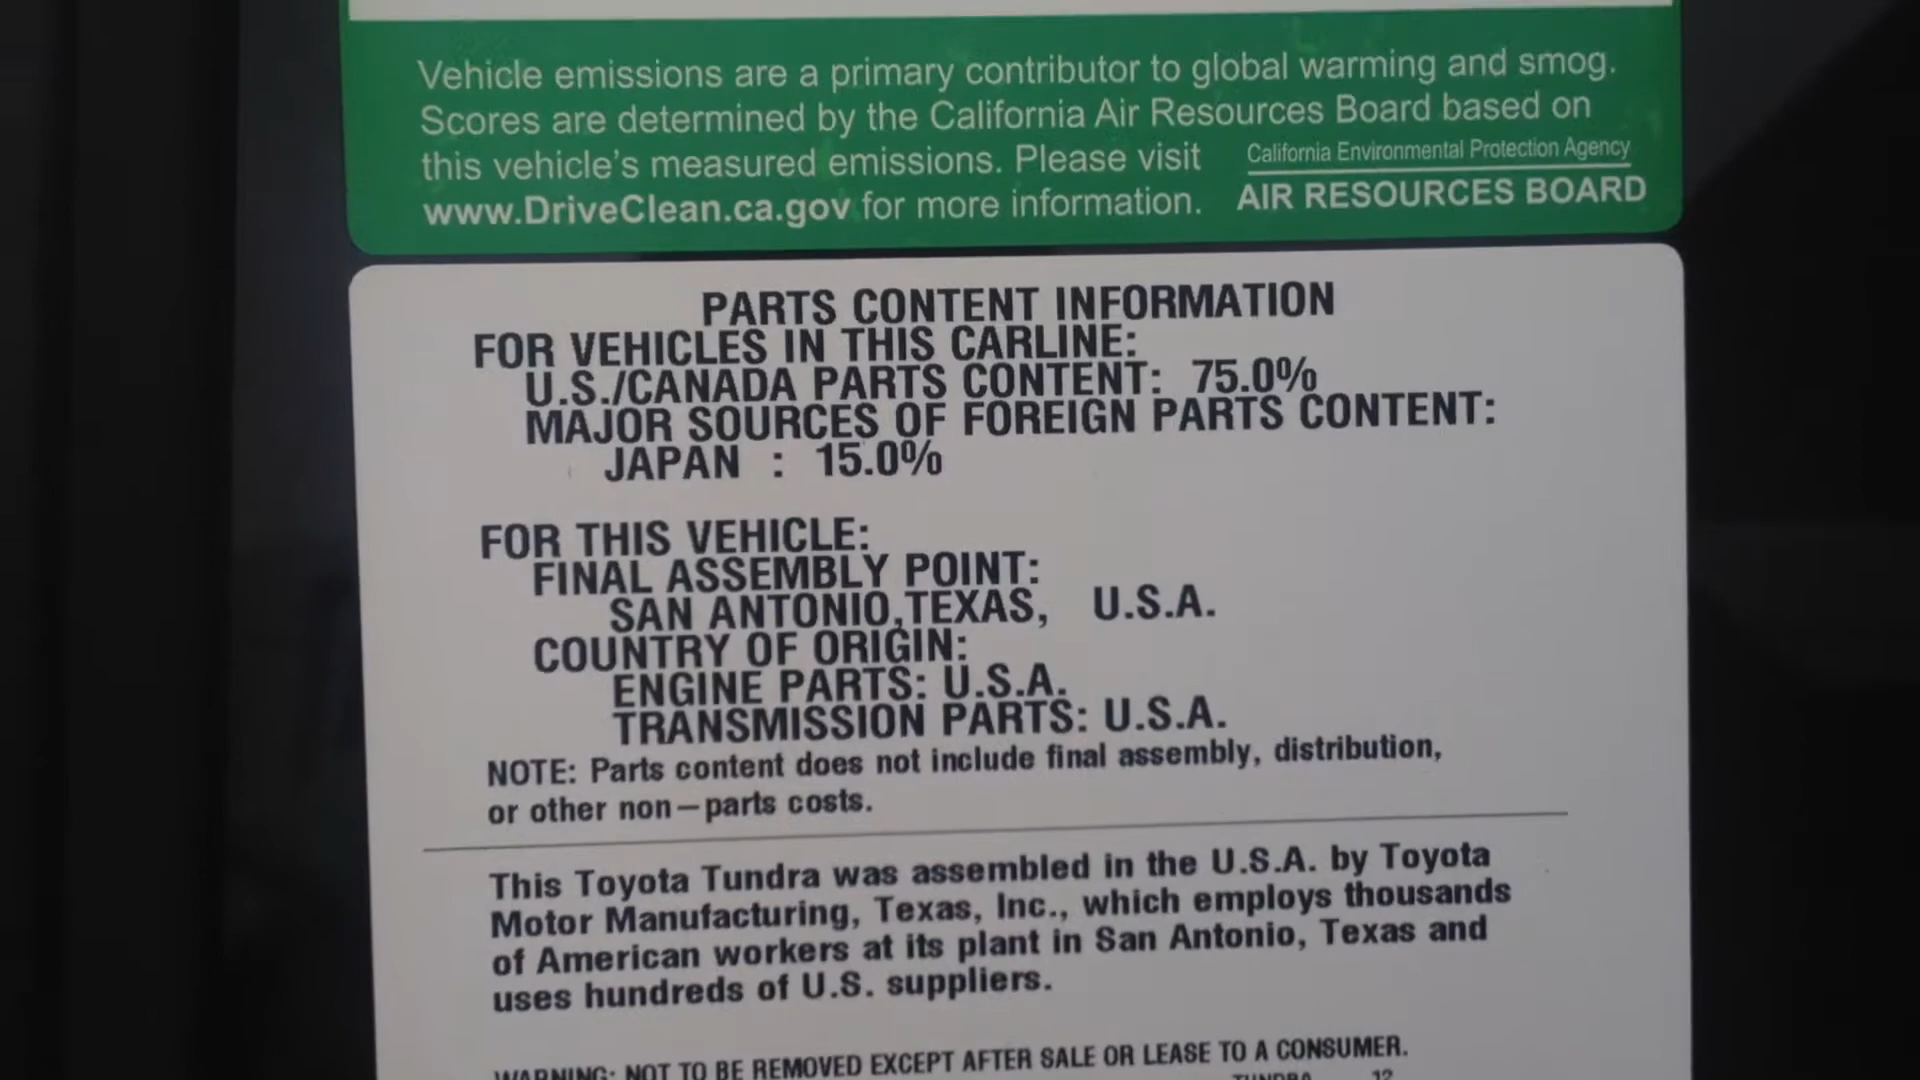 Vehicle emissions are a primary contributor to global warming and smog.
Scores are determined by the California Air Resources Board based on
this vehicle's measured emissions. Please visit
www.DriveClean.ca.gov for more information.
California Environmental Protection Agency
AIR RESOURCES BOARD
PARTS CONTENT INFORMATION
FOR VEHICLES IN THIS CARLINE:
U.S./CANADA PARTS CONTENT: 75.0%
MAJOR SOURCES OF FOREIGN PARTS CONTENT:
JAPAN : 15.0%
FOR THIS VEHICLE:
FINAL ASSEMBLY POINT:
SAN ANTONIO,TEXAS, U.S.A.
COUNTRY OF ORIGIN:
ENGINE PARTS: U.S.A.
TRANSMISSION PARTS: U.S.A.
NOTE: Parts content does not include final assembly, distribution,
or other non—parts costs.
This Toyota Tundra was assembled in the U.S.A. by Toyota
Motor Manufacturing, Texas, Inc., which employs thousands
of American workers at its plant in San Antonio, Texas and
uses hundreds of U.S. suppliers.
WARNING: NOT TO BE REMOVED EXCEPT AFTER SALE OR LEASE TO A CONSUMER.
TUNDRA 12